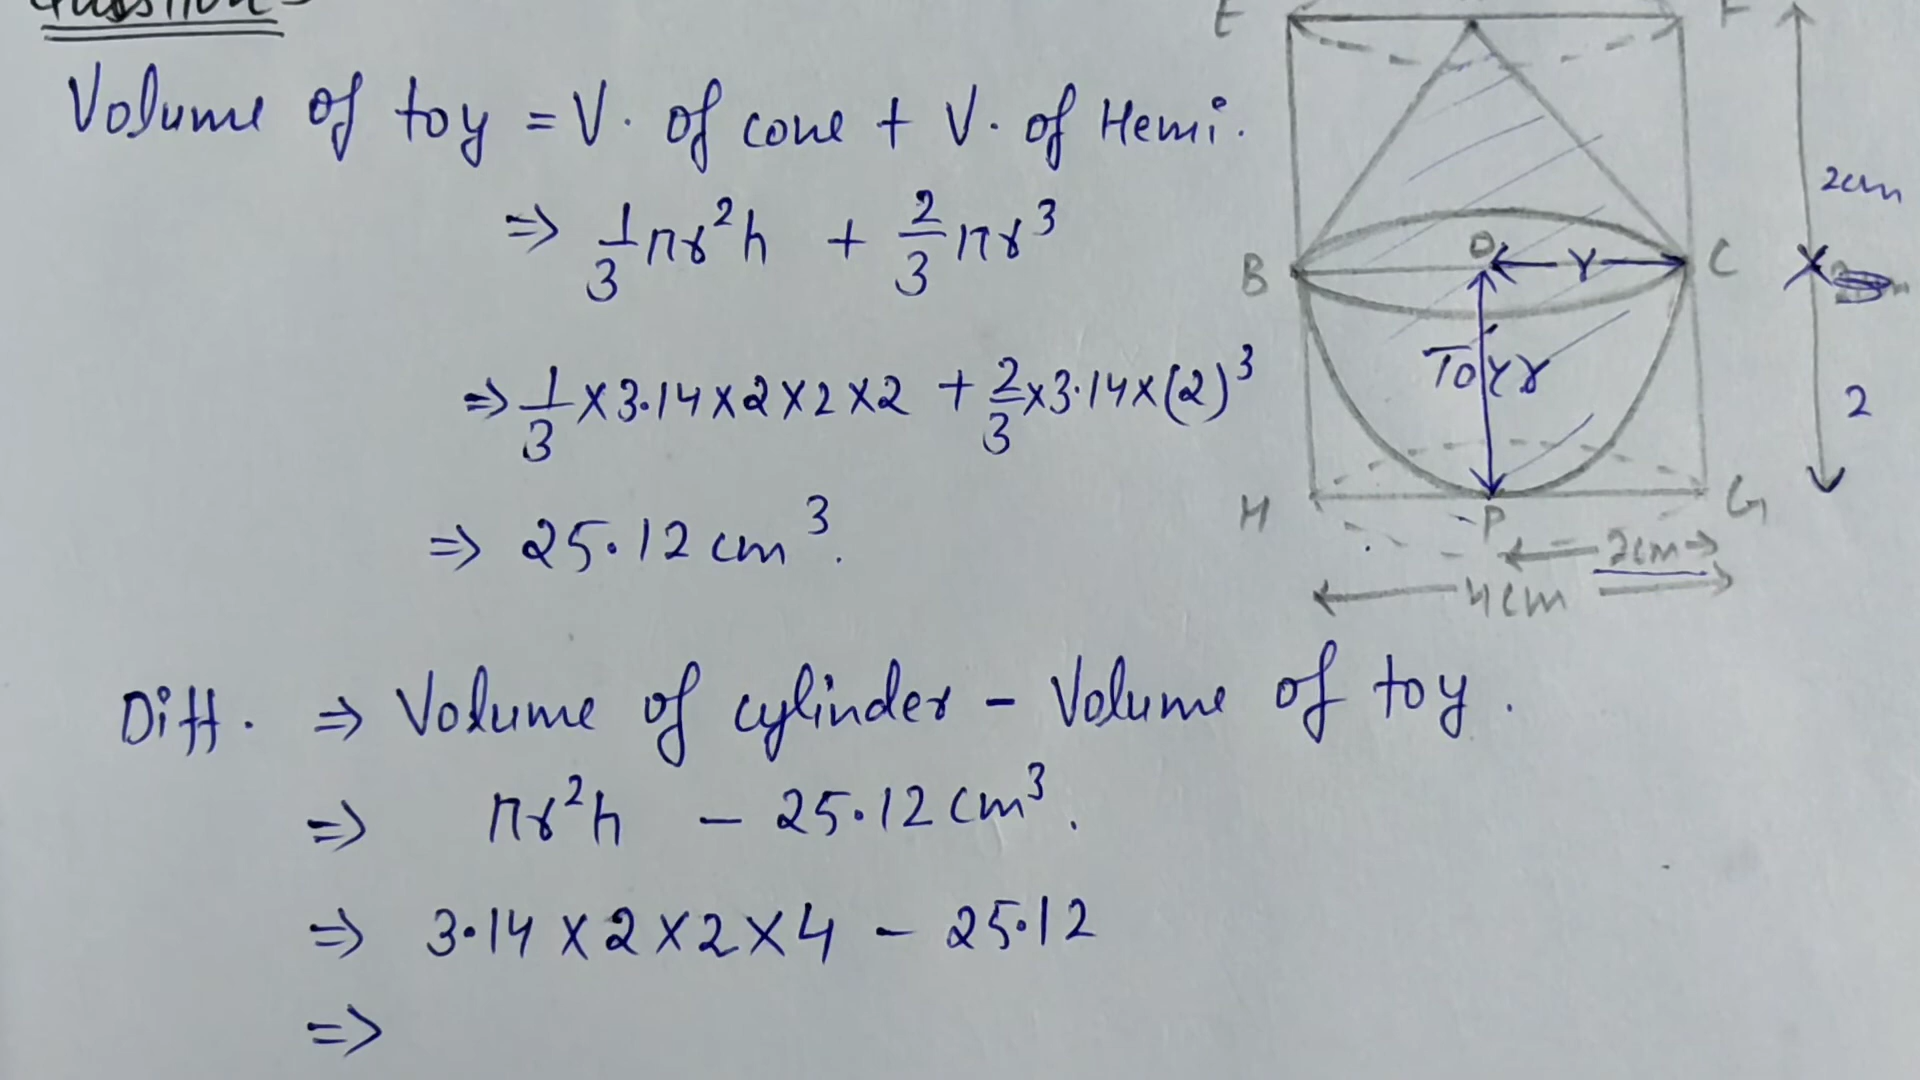 Question
Volume of toy = V. of cone + V. of Hemi.
⇒ 1/3 πr²h + 2/3 πr³
⇒ 1/3 × 3.14 × 2 × 2 × 2 + 2/3 × 3.14 × (2)³
⇒ 25.12 cm³.
Diff. ⇒ Volume of cylinder - Volume of toy.
⇒ πr²h - 25.12 cm³.
⇒ 3.14 × 2 × 2 × 4 - 25.12
⇒
E F
2cm
B O r C
Toy r
2
H P G
2cm
4cm